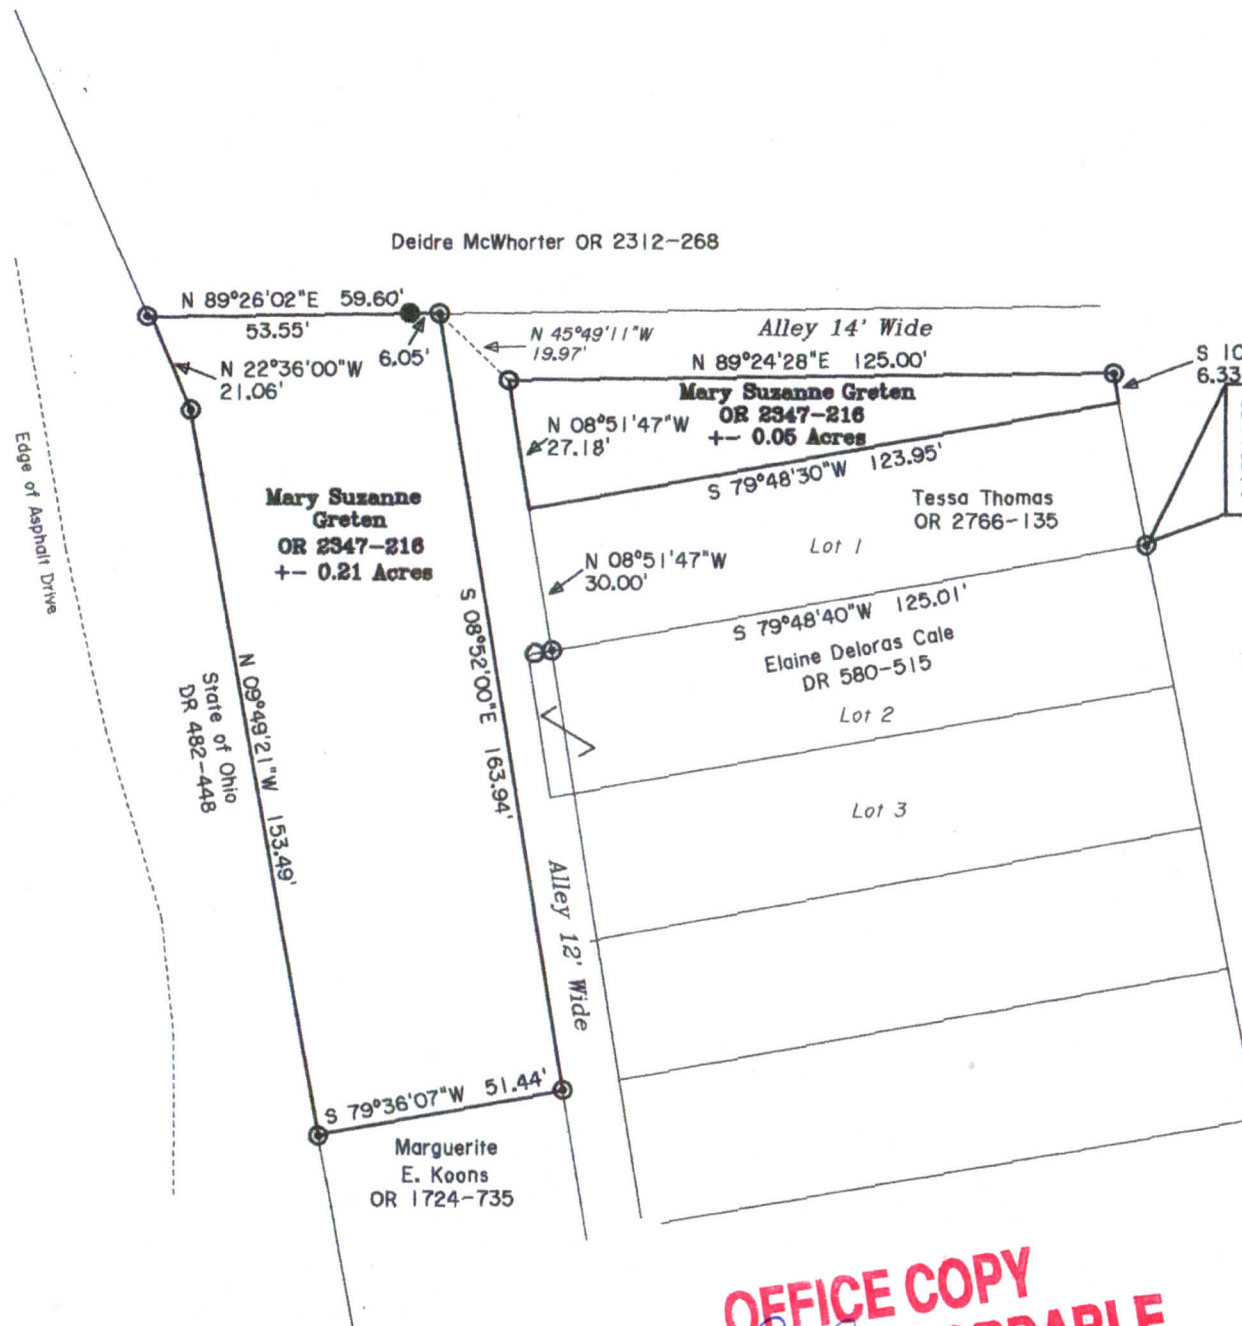 Deidre McWhorter OR 2312-268
N 89°26'02"E 59.60'
53.55'
6.05'
N 22°36'00"W
21.06'
N 45°49'11"W
19.97'
Alley 14' Wide
N 89°24'28"E 125.00'
S 10
6.33
Mary Suzanne Greten
OR 2347-216
+- 0.05 Acres
N 08°51'47"W
27.18'
S 79°48'30"W 123.95'
Tessa Thomas
OR 2766-135
Lot 1
Edge of Asphalt Drive
Mary Suzanne
Greten
OR 2347-216
+- 0.21 Acres
N 08°51'47"W
30.00'
S 79°48'40"W 125.01'
Elaine Deloras Cale
DR 580-515
Lot 2
S 08°52'00"E 163.94'
N 09°49'21"W 153.49'
State of Ohio
DR 482-448
Lot 3
Alley 12' Wide
S 79°36'07"W 51.44'
Marguerite
E. Koons
OR 1724-735
OFFICE COPY